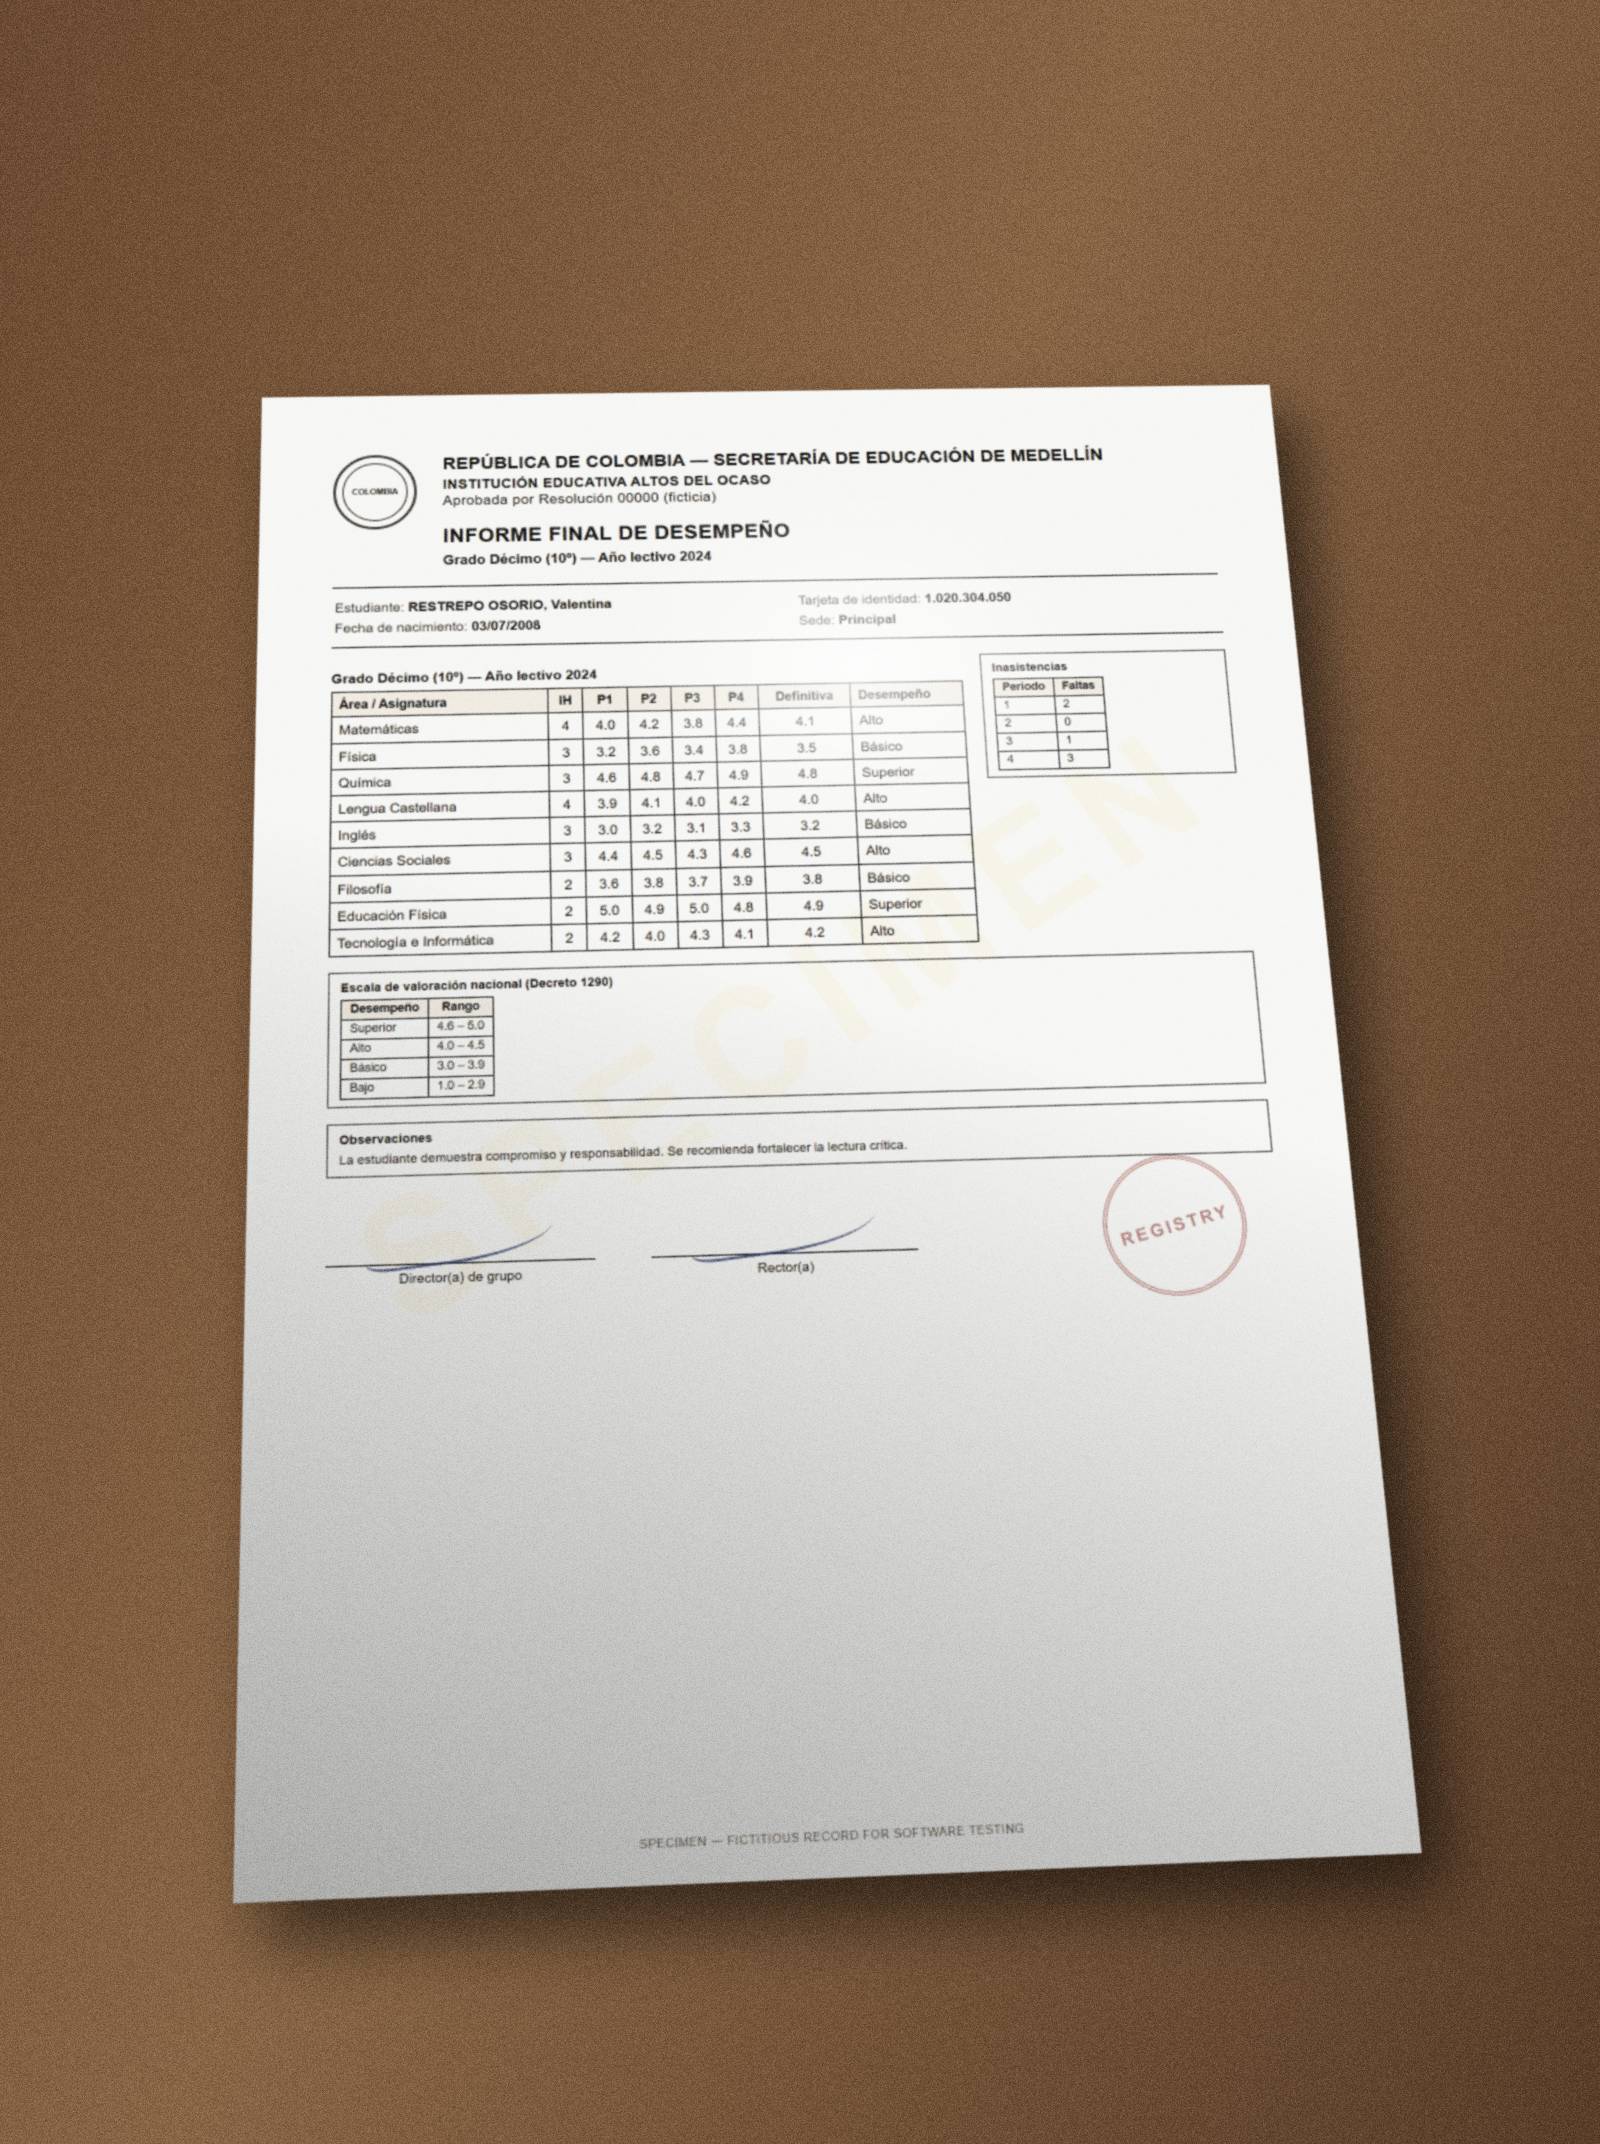 COLOMBIA
REPÚBLICA DE COLOMBIA — SECRETARÍA DE EDUCACIÓN DE MEDELLÍN
INSTITUCIÓN EDUCATIVA ALTOS DEL OCASO
Aprobada por Resolución 00000 (ficticia)
INFORME FINAL DE DESEMPEÑO
Grado Décimo (10º) — Año lectivo 2024
Estudiante: RESTREPO OSORIO, Valentina Tarjeta de identidad: 1.020.304.050
Fecha de nacimiento: 03/07/2008 Sede: Principal
Grado Décimo (10º) — Año lectivo 2024
Área / Asignatura IH P1 P2 P3 P4 Definitiva Desempeño
Matemáticas 4 4.0 4.2 3.8 4.4 4.1 Alto
Física 3 3.2 3.6 3.4 3.8 3.5 Básico
Química 3 4.6 4.8 4.7 4.9 4.8 Superior
Lengua Castellana 4 3.9 4.1 4.0 4.2 4.0 Alto
Inglés 3 3.0 3.2 3.1 3.3 3.2 Básico
Ciencias Sociales 3 4.4 4.5 4.3 4.6 4.5 Alto
Filosofía 2 3.6 3.8 3.7 3.9 3.8 Básico
Educación Física 2 5.0 4.9 5.0 4.8 4.9 Superior
Tecnología e Informática 2 4.2 4.0 4.3 4.1 4.2 Alto
Inasistencias
Periodo Faltas
1 2
2 0
3 1
4 3
Escala de valoración nacional (Decreto 1290)
Desempeño Rango
Superior 4.6 – 5.0
Alto 4.0 – 4.5
Básico 3.0 – 3.9
Bajo 1.0 – 2.9
Observaciones
La estudiante demuestra compromiso y responsabilidad. Se recomienda fortalecer la lectura crítica.
Director(a) de grupo Rector(a)
REGISTRY
SPECIMEN
SPECIMEN — FICTITIOUS RECORD FOR SOFTWARE TESTING